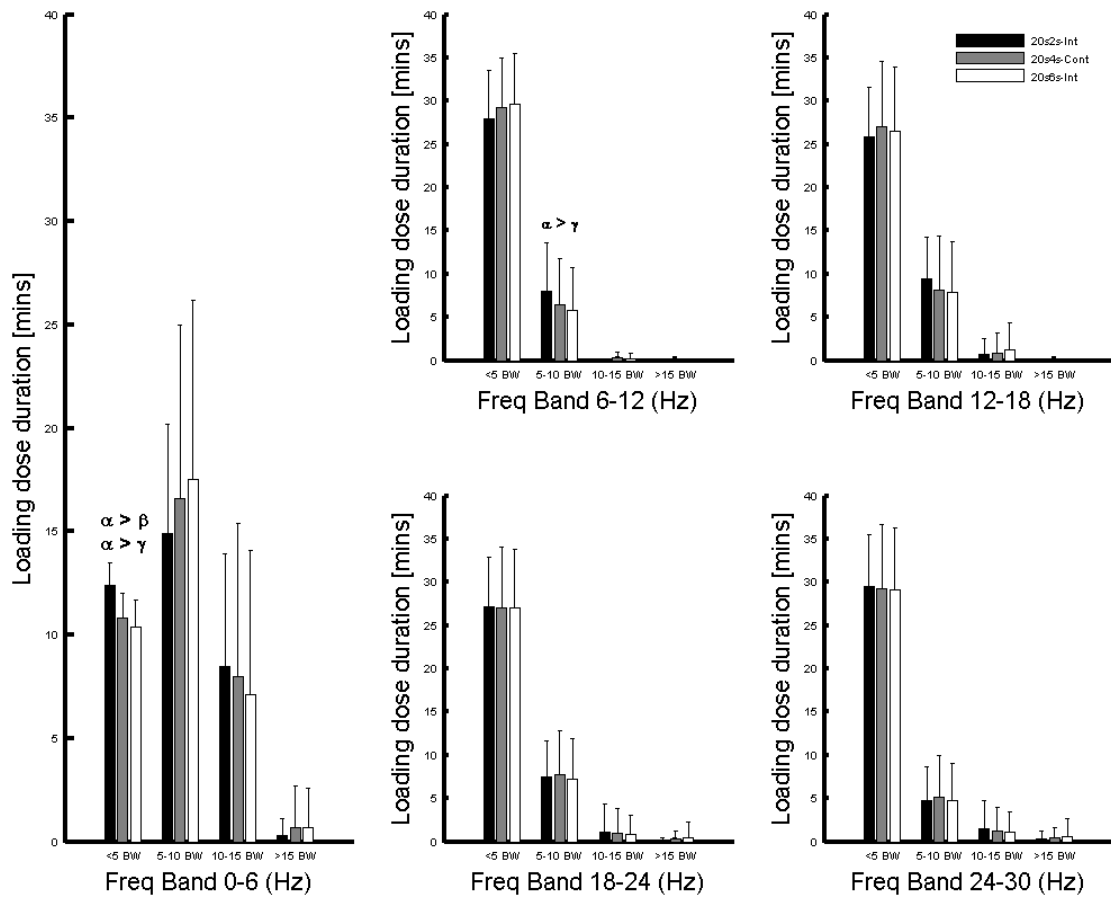 40
35
30
25
20
15
10
5
0
Loading dose duration [mins]
α > β
α > γ
<5 BW 5-10 BW 10-15 BW >15 BW
Freq Band 0-6 (Hz)
40
35
30
25
20
15
10
5
0
Loading dose duration [mins]
α > γ
<5 BW 5-10 BW 10-15 BW >15 BW
Freq Band 6-12 (Hz)
40
35
30
25
20
15
10
5
0
Loading dose duration [mins]
20s2s-Int
20s4s-Cont
20s6s-Int
<5 BW 5-10 BW 10-15 BW >15 BW
Freq Band 12-18 (Hz)
40
35
30
25
20
15
10
5
0
Loading dose duration [mins]
<5 BW 5-10 BW 10-15 BW >15 BW
Freq Band 18-24 (Hz)
40
35
30
25
20
15
10
5
0
Loading dose duration [mins]
<5 BW 5-10 BW 10-15 BW >15 BW
Freq Band 24-30 (Hz)